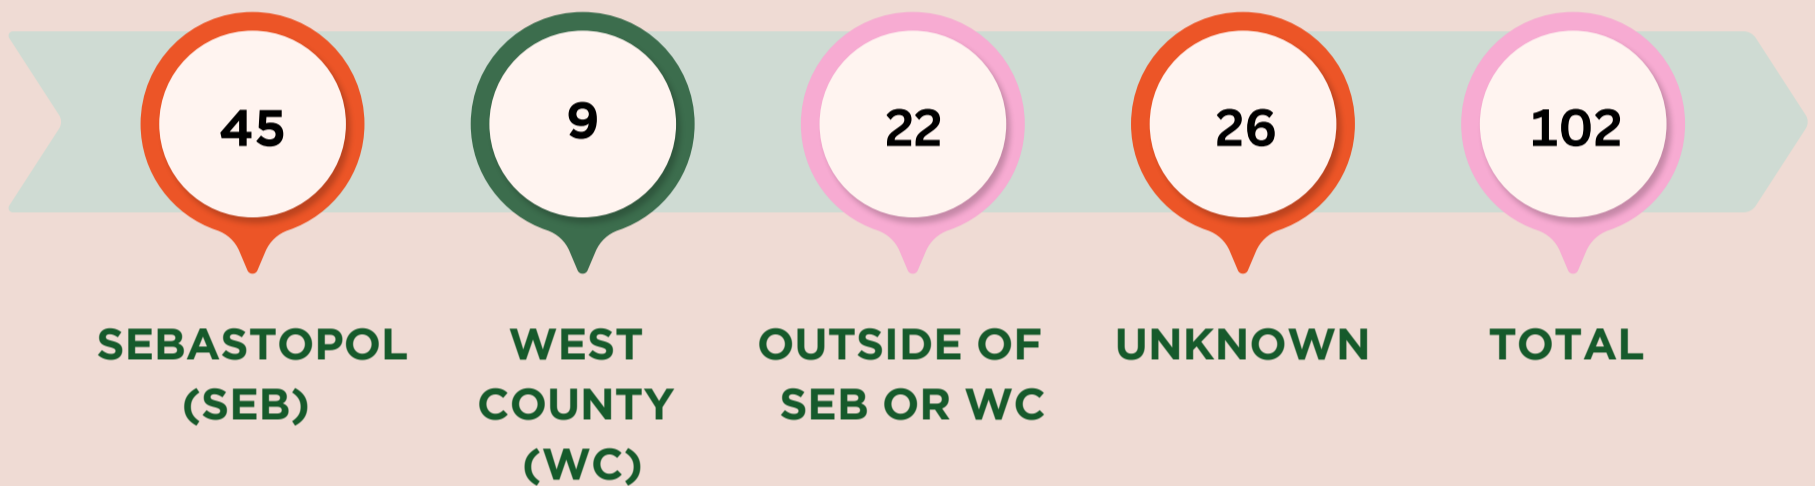 45
9
22
26
102
SEBASTOPOL
(SEB)
WEST
COUNTY
(WC)
OUTSIDE OF
SEB OR WC
UNKNOWN
TOTAL